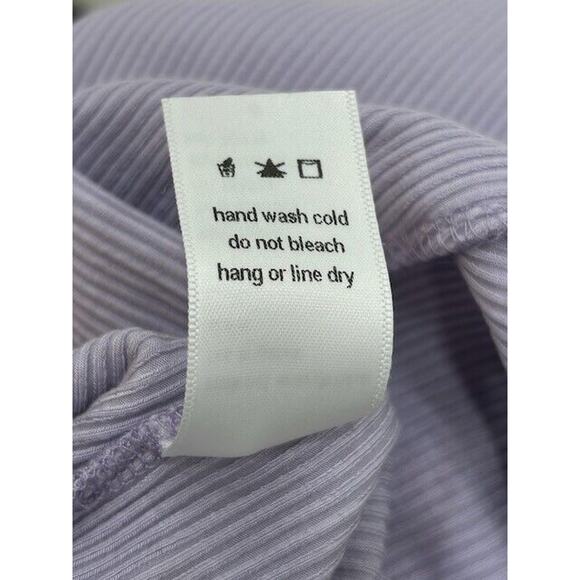 hand wash cold
do not bleach
hang or line dry